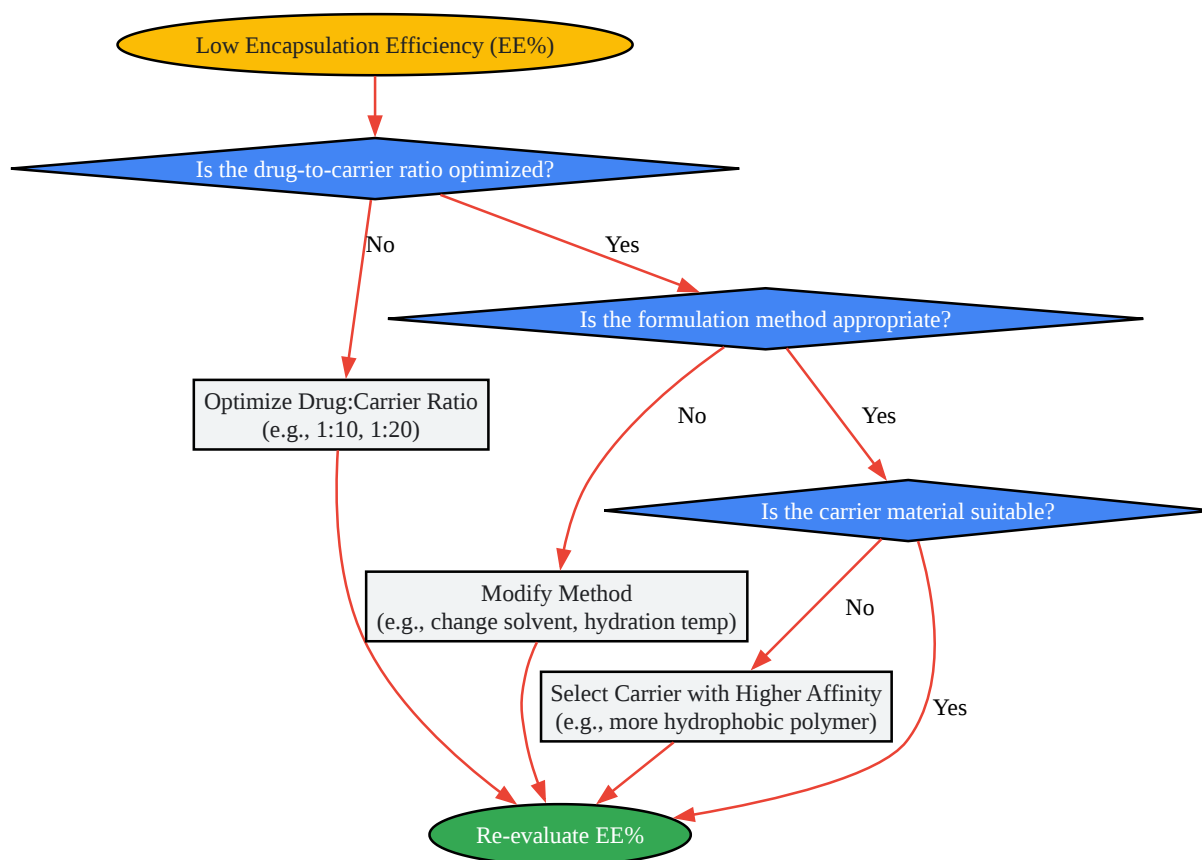 Low Encapsulation Efficiency (EE%)
Is the drug-to-carrier ratio optimized?
No
Yes
Is the formulation method appropriate?
Optimize Drug:Carrier Ratio
(e.g., 1:10, 1:20)
No
Yes
Is the carrier material suitable?
Modify Method
(e.g., change solvent, hydration temp)
No
Select Carrier with Higher Affinity
(e.g., more hydrophobic polymer)
Yes
Re-evaluate EE%